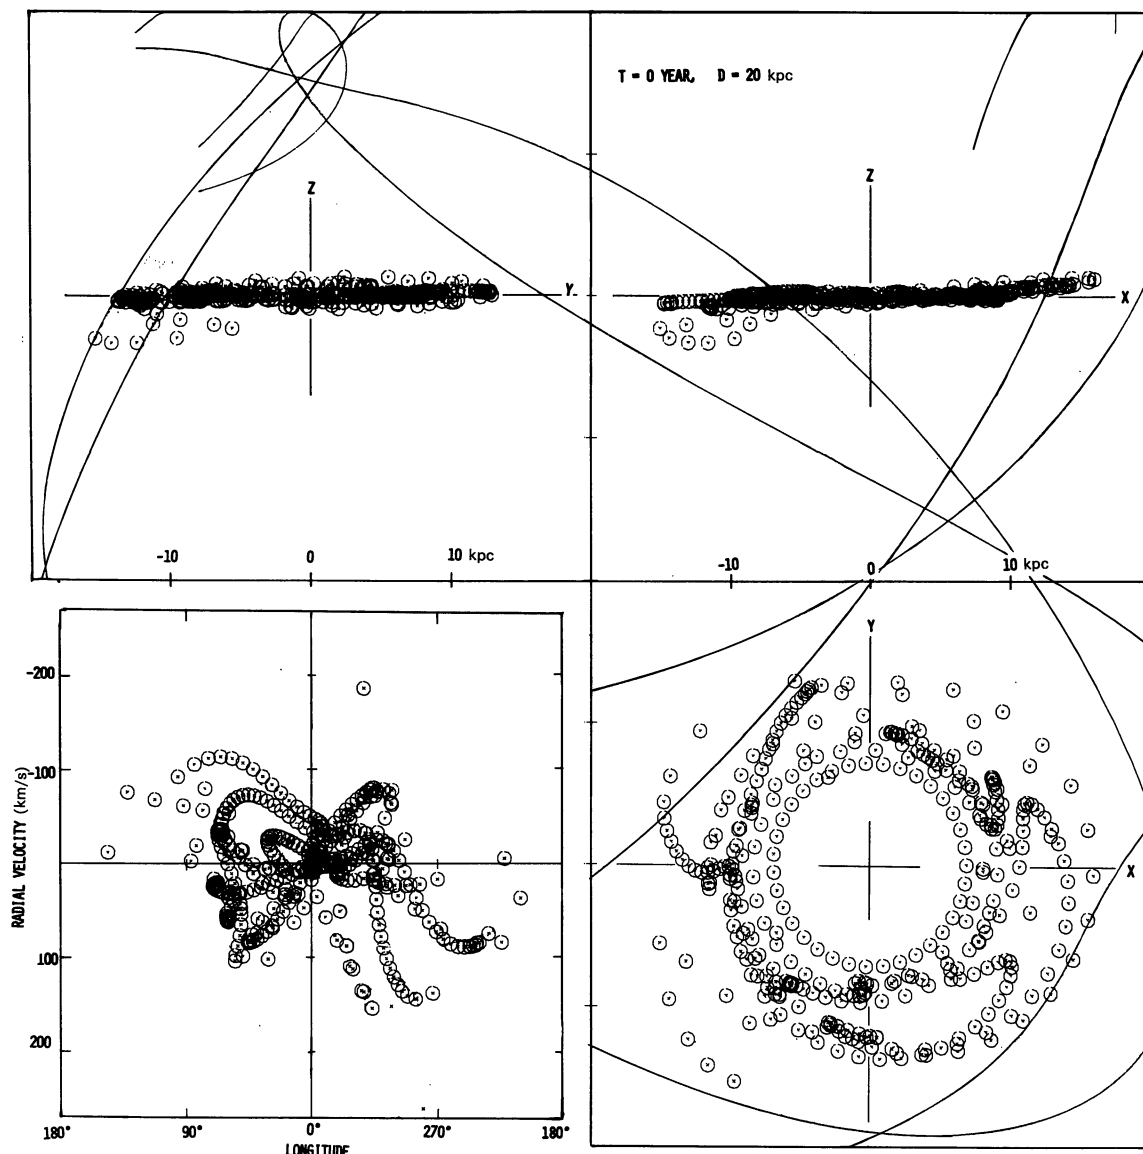 T = 0 YEAR, D = 20 kpc
Z
Z
Y
X
-10 0 10 kpc
-10 0 10 kpc
Y
X
-200
-100
100
200
RADIAL VELOCITY (km/s)
180° 90° 0° 270° 180°
LONGITUDE